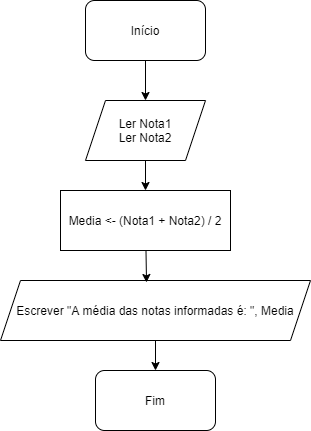 Início
Ler Nota1
Ler Nota2
Media <- (Nota1 + Nota2) / 2
Escrever "A média das notas informadas é: ", Media
Fim